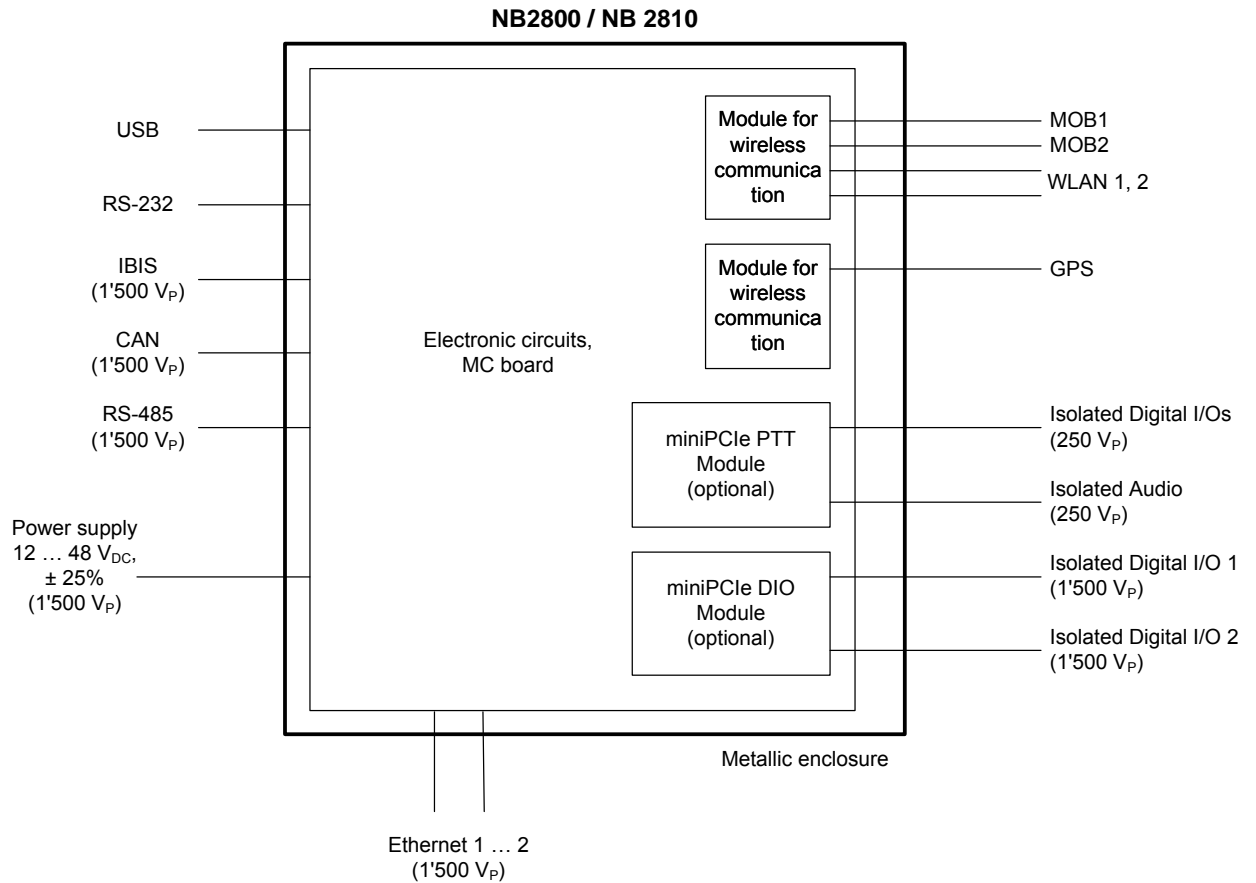 NB2800 / NB 2810
USB
RS-232
IBIS
(1'500 VP)
CAN
(1'500 VP)
RS-485
(1'500 VP)
Power supply
12 … 48 VDC,
± 25%
(1'500 VP)
Electronic circuits,
MC board
Module for
wireless
communica
tion
Module for
wireless
communica
tion
miniPCIe PTT
Module
(optional)
miniPCIe DIO
Module
(optional)
MOB1
MOB2
WLAN 1, 2
GPS
Isolated Digital I/Os
(250 VP)
Isolated Audio
(250 VP)
Isolated Digital I/O 1
(1'500 VP)
Isolated Digital I/O 2
(1'500 VP)
Metallic enclosure
Ethernet 1 … 2
(1'500 VP)